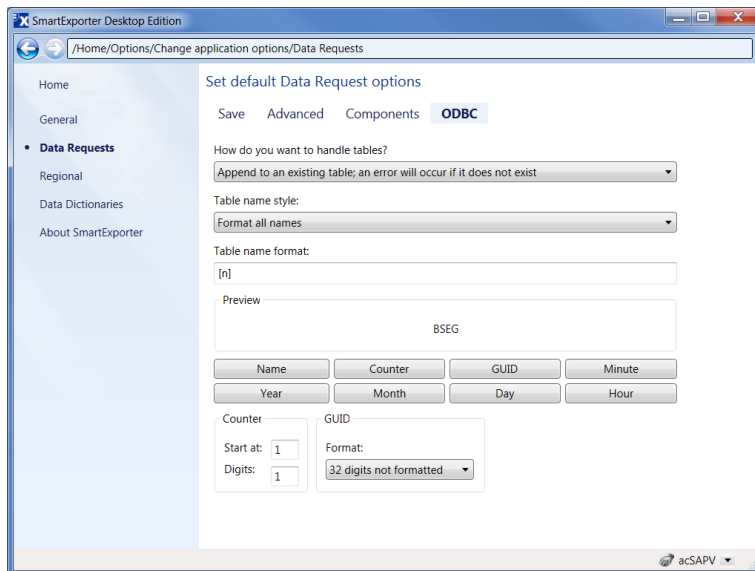 SmartExporter Desktop Edition
/Home/Options/Change application options/Data Requests
Home
General
• Data Requests
Regional
Data Dictionaries
About SmartExporter
Set default Data Request options
Save Advanced Components ODBC
How do you want to handle tables?
Append to an existing table; an error will occur if it does not exist
Table name style:
Format all names
Table name format:
[n]
Preview
BSEG
Name Counter GUID Minute
Year Month Day Hour
Counter
Start at: 1
Digits: 1
GUID
Format:
32 digits not formatted
acSAPV